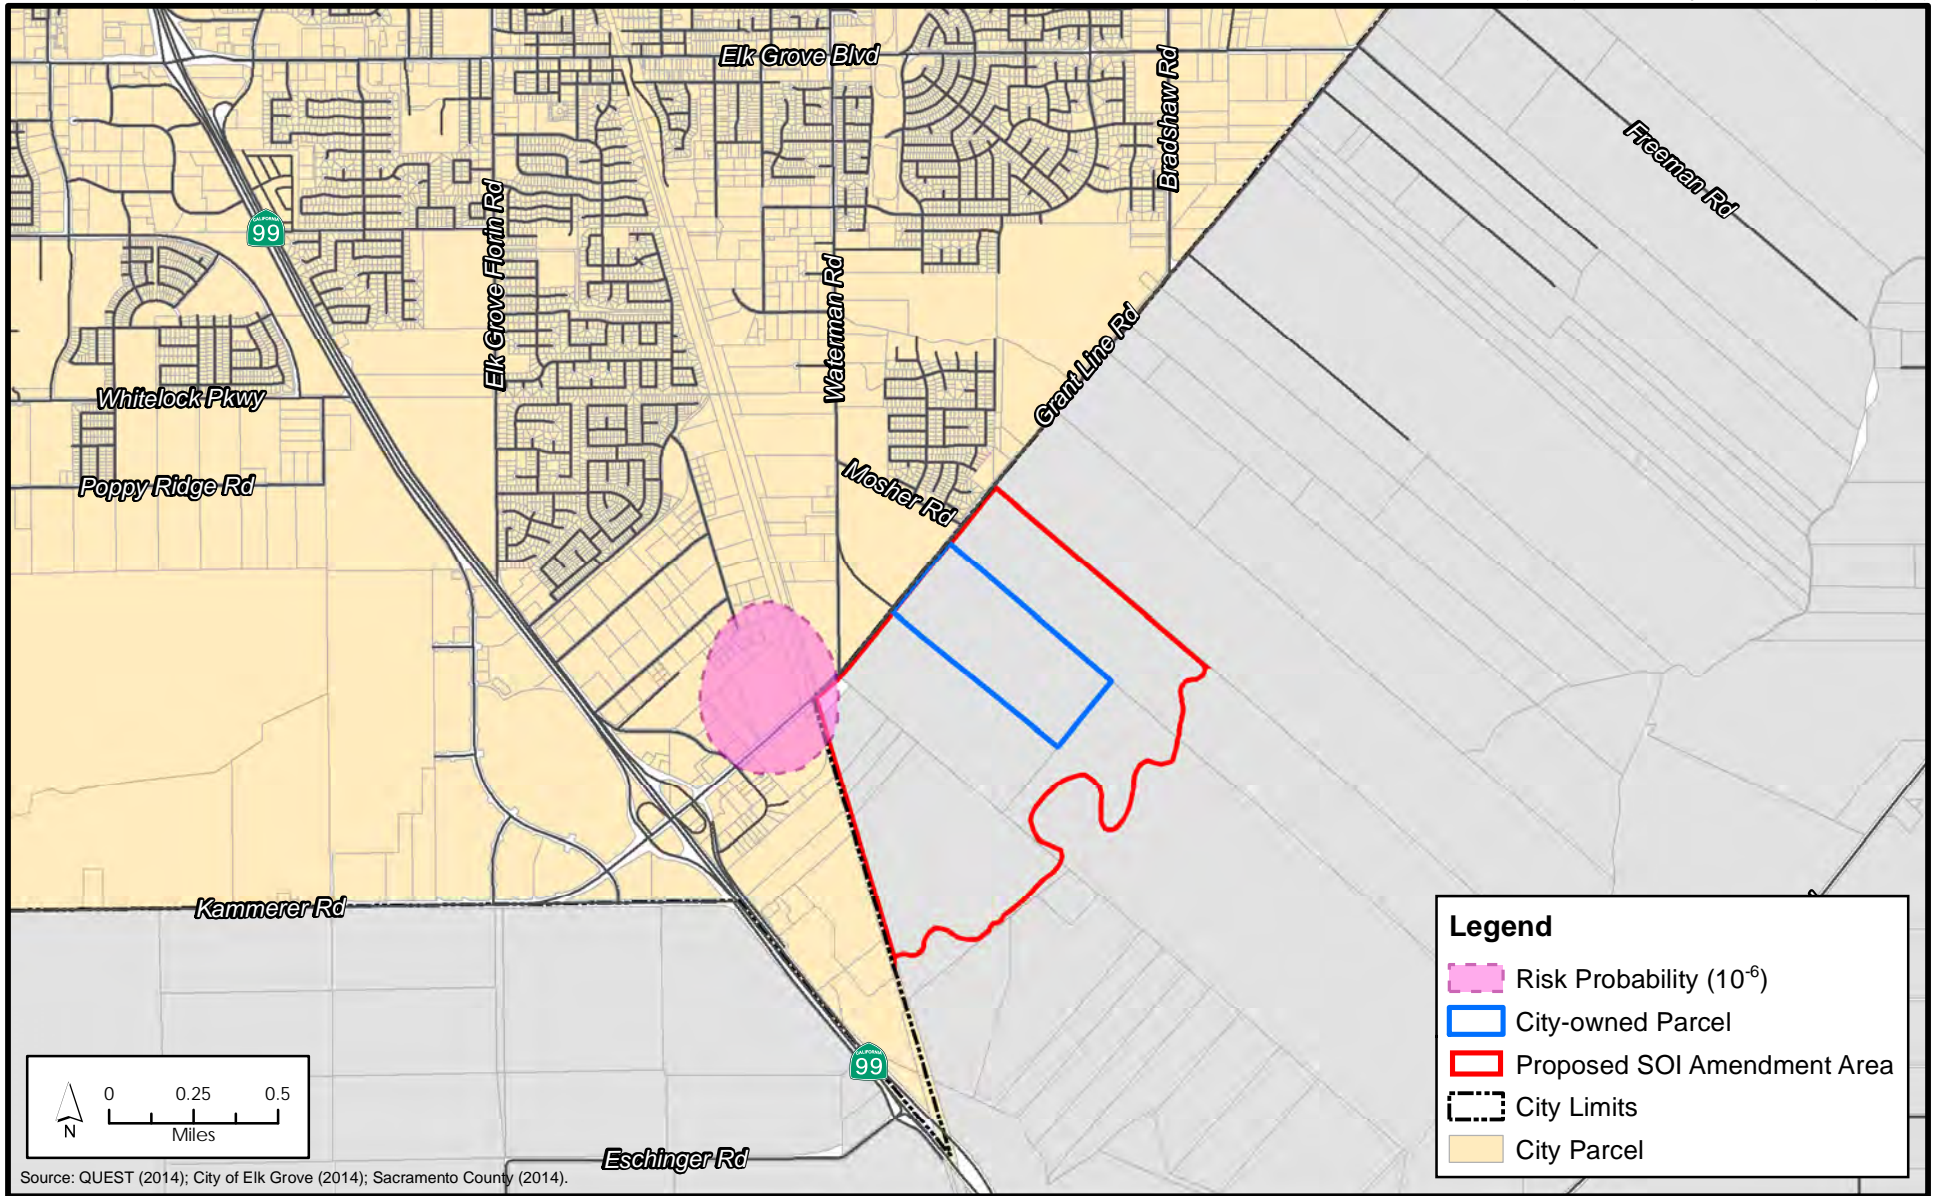 Elk Grove Blvd
Bradshaw Rd
Freeman Rd
CALIFORNIA
99
Elk Grove Florin Rd
Waterman Rd
Grant Line Rd
Whitelock Pkwy
Poppy Ridge Rd
Mosher Rd
Kammerer Rd
CALIFORNIA
99
Eschinger Rd
0 0.25 0.5
Miles
N
Source: QUEST (2014); City of Elk Grove (2014); Sacramento County (2014).
Legend
Risk Probability (10⁻⁶)
City-owned Parcel
Proposed SOI Amendment Area
City Limits
City Parcel